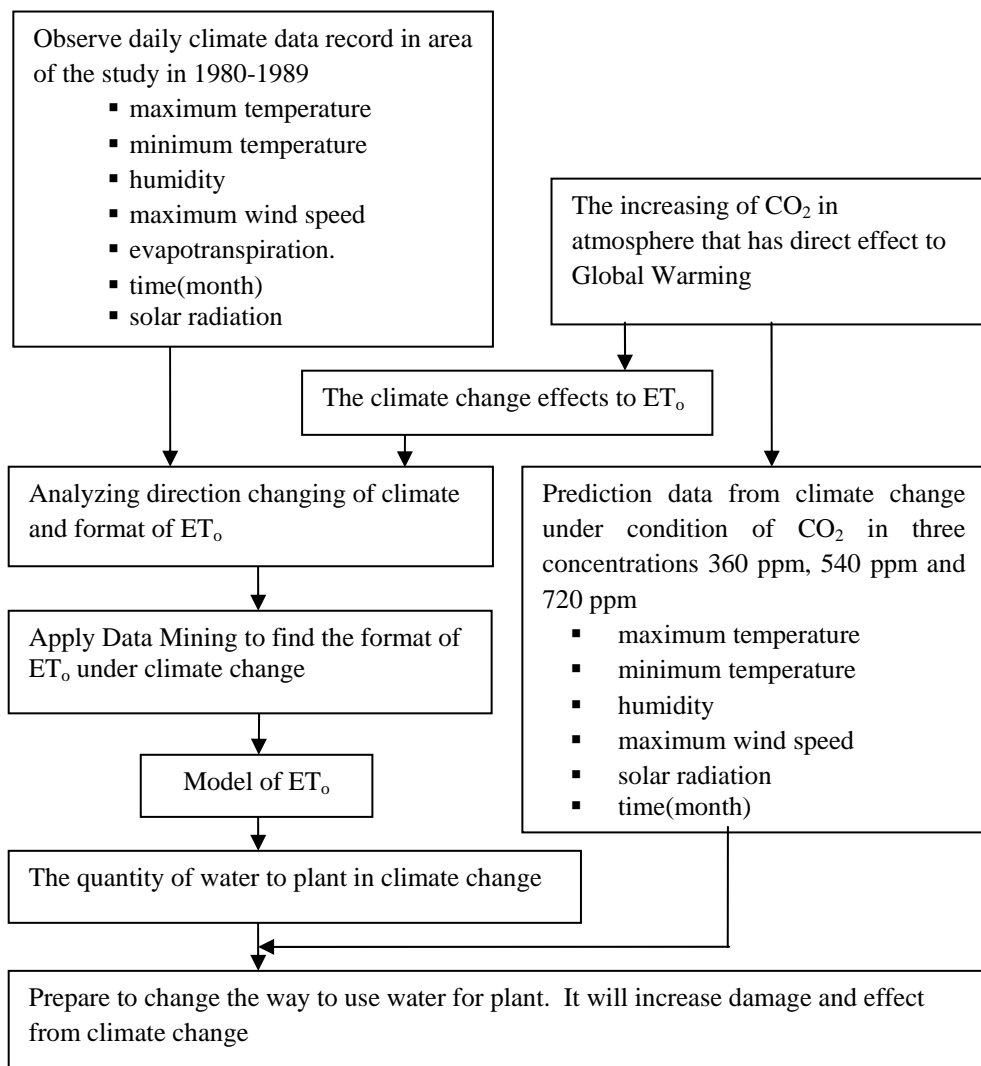 Observe daily climate data record in area
of the study in 1980-1989
▪ maximum temperature
▪ minimum temperature
▪ humidity
▪ maximum wind speed
▪ evapotranspiration.
▪ time(month)
▪ solar radiation
The increasing of CO₂ in
atmosphere that has direct effect to
Global Warming
The climate change effects to ETₒ
Analyzing direction changing of climate
and format of ETₒ
Prediction data from climate change
under condition of CO₂ in three
concentrations 360 ppm, 540 ppm and
720 ppm
▪ maximum temperature
▪ minimum temperature
▪ humidity
▪ maximum wind speed
▪ solar radiation
▪ time(month)
Apply Data Mining to find the format of
ETₒ under climate change
Model of ETₒ
The quantity of water to plant in climate change
Prepare to change the way to use water for plant. It will increase damage and effect
from climate change